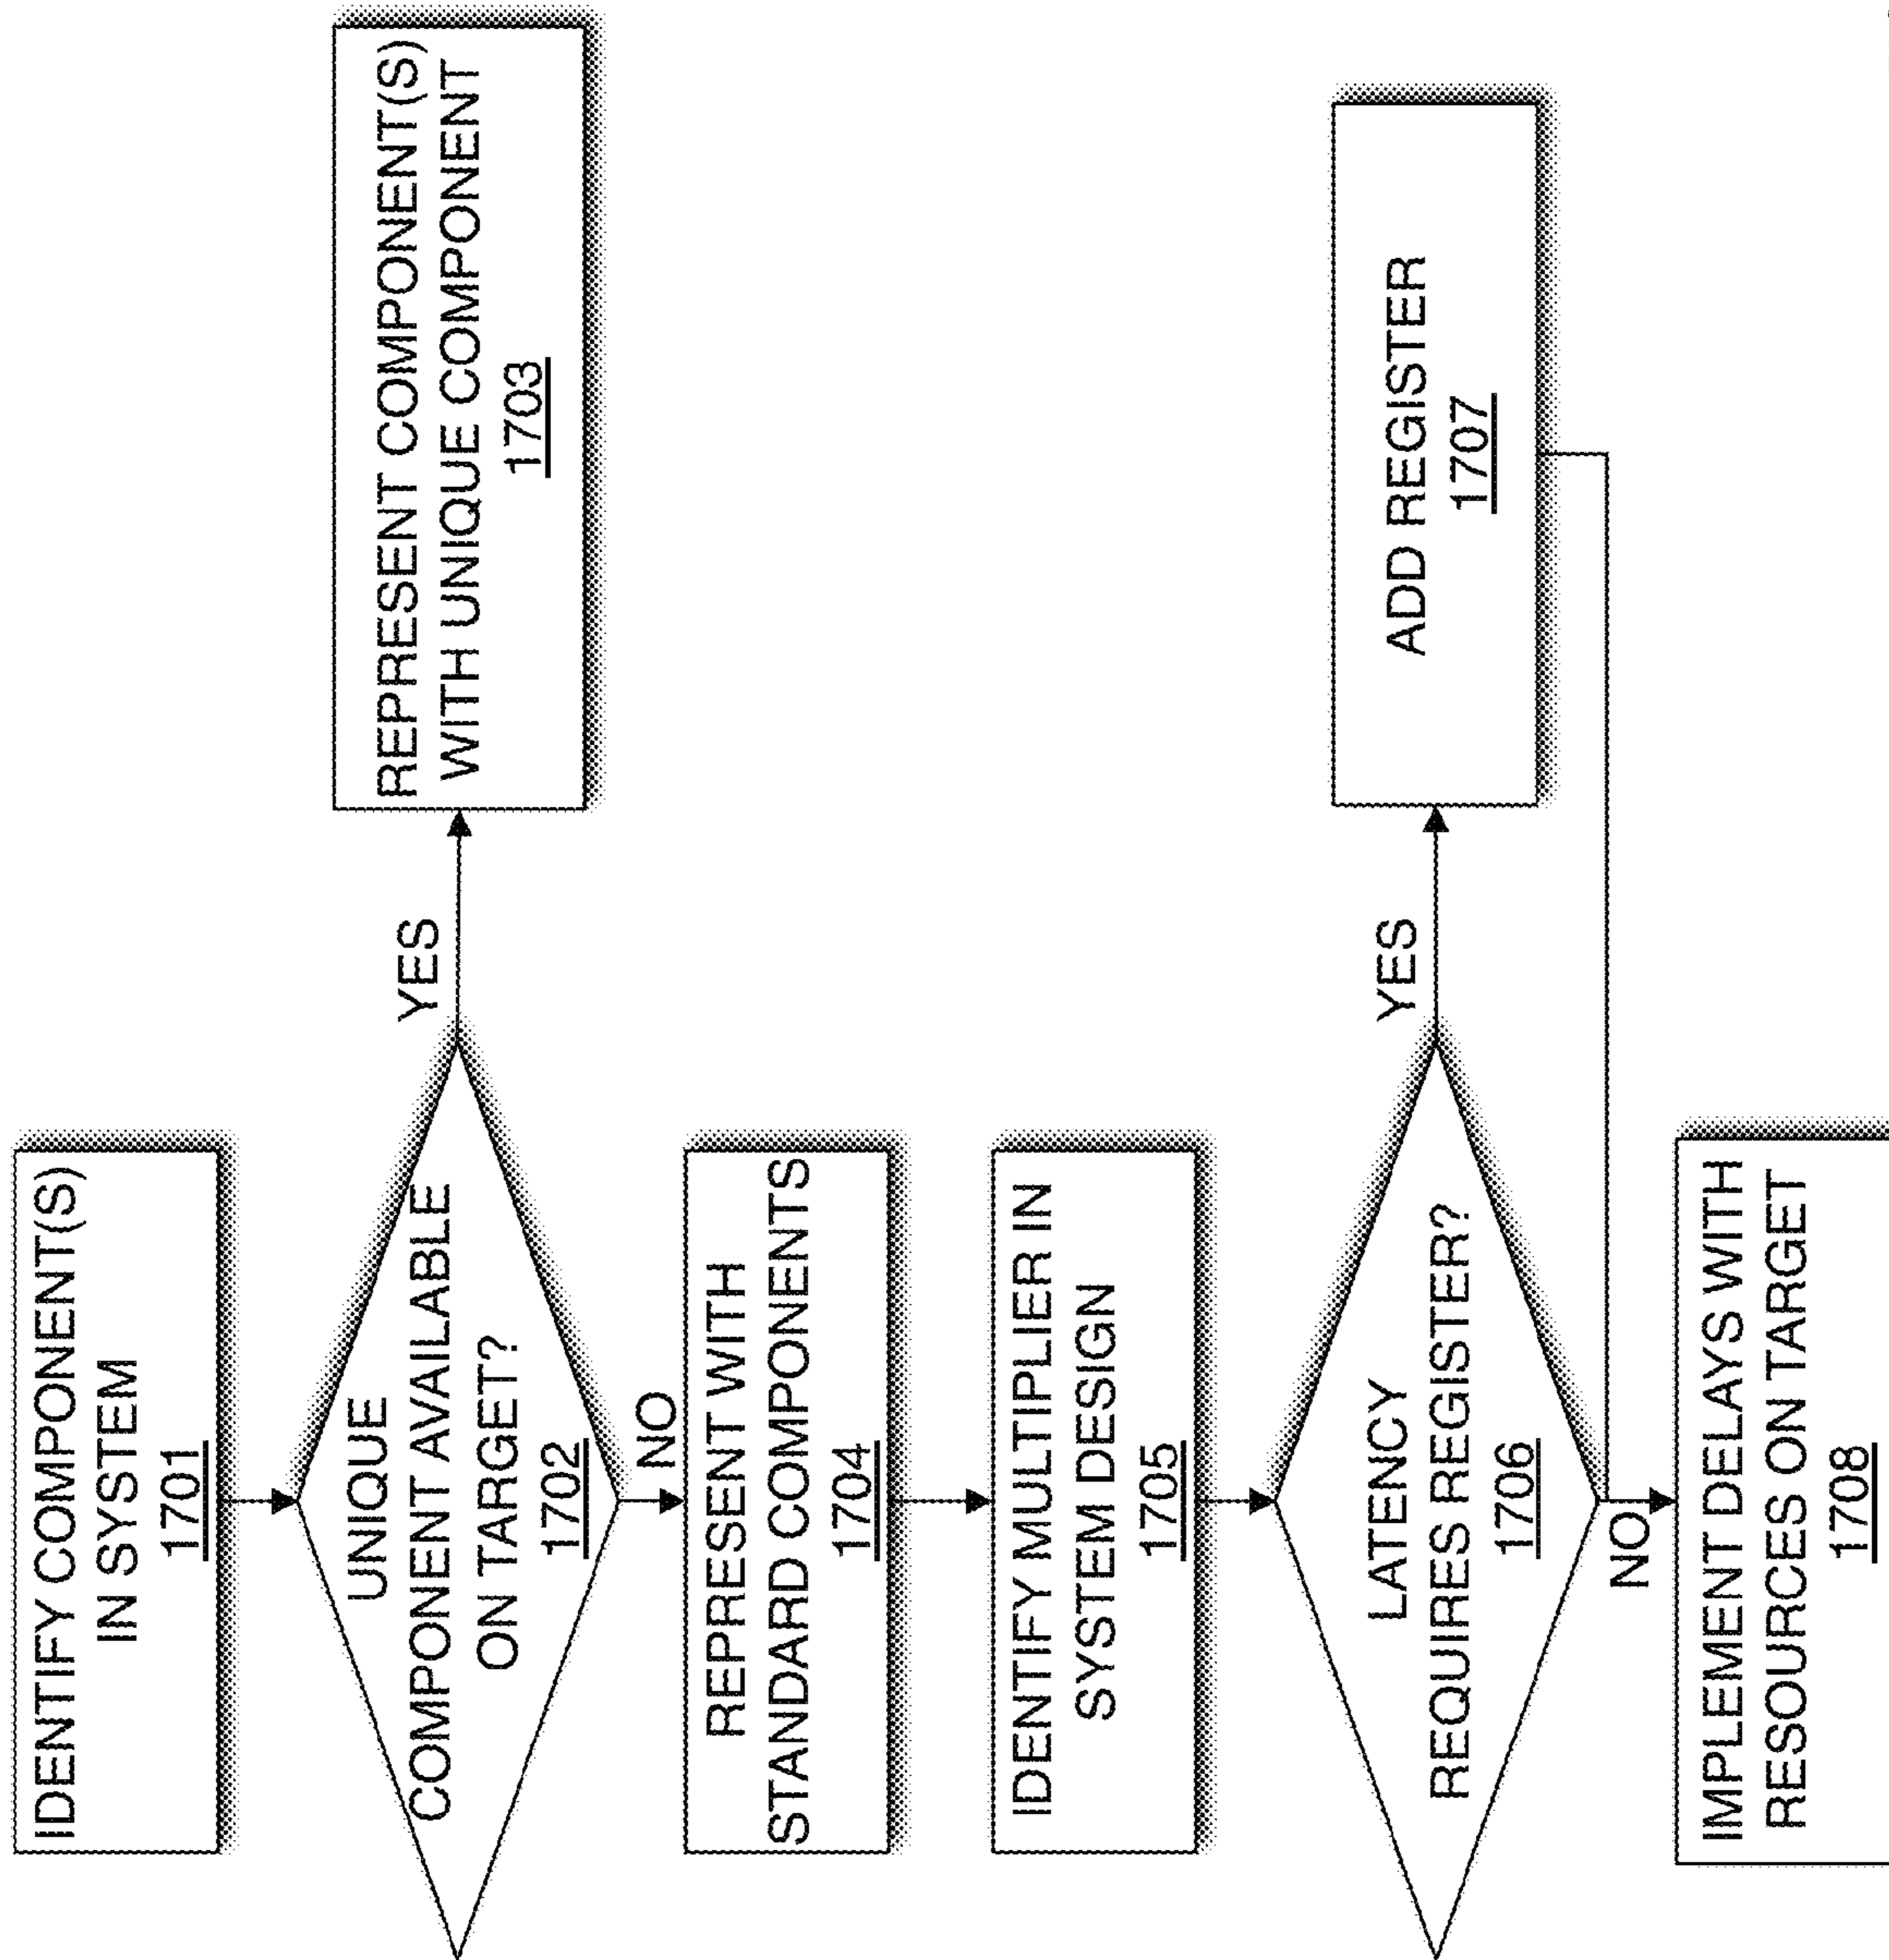 IDENTIFY COMPONENT(S)
IN SYSTEM
1701
UNIQUE
COMPONENT AVAILABLE
ON TARGET?
1702
YES
REPRESENT COMPONENT(S)
WITH UNIQUE COMPONENT
1703
NO
REPRESENT WITH
STANDARD COMPONENTS
1704
IDENTIFY MULTIPLIER IN
SYSTEM DESIGN
1705
LATENCY
REQUIRES REGISTER?
1706
YES
ADD REGISTER
1707
NO
IMPLEMENT DELAYS WITH
RESOURCES ON TARGET
1708